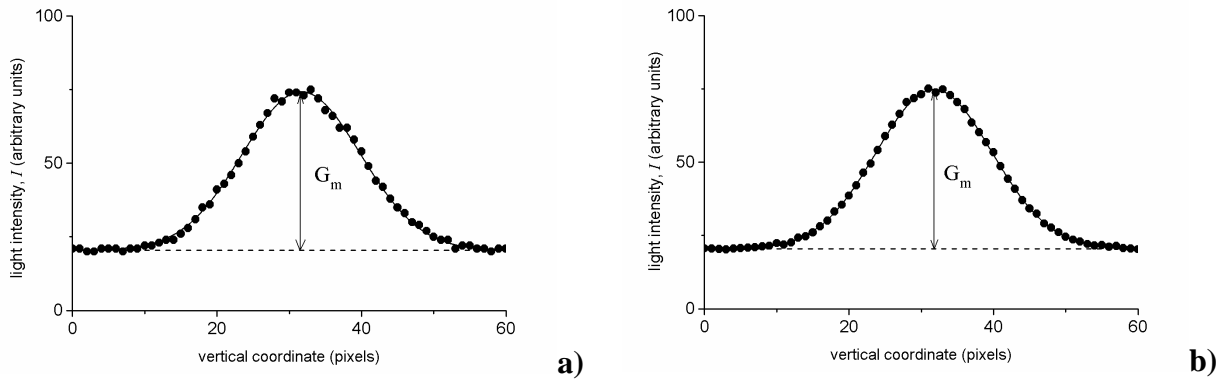 light intensity, I (arbitrary units)
100
50
0
G_m
0
20
40
60
vertical coordinate (pixels)
a)
light intensity, I (arbitrary units)
100
50
0
G_m
0
20
40
60
vertical coordinate (pixels)
b)